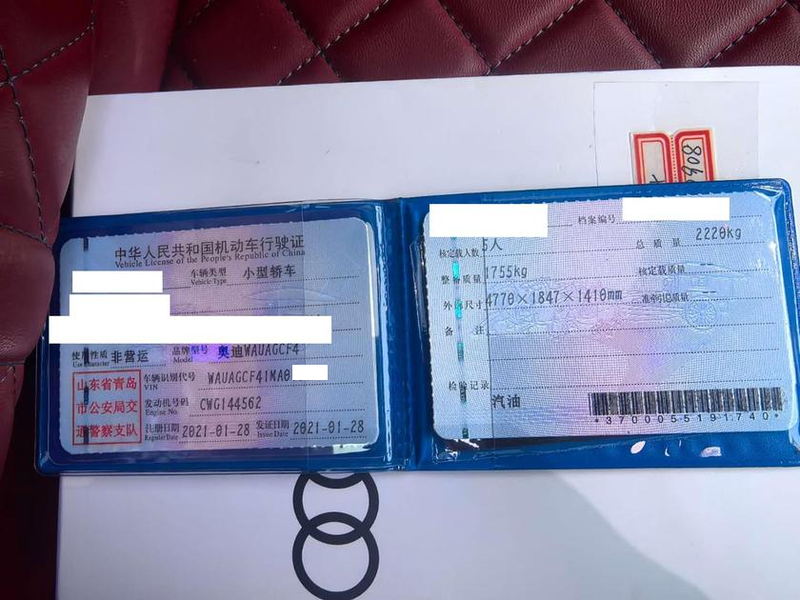 中华人民共和国机动车行驶证
Vehicle License of the People's Republic of China
车辆类型 小型轿车
Vehicle Type
使用性质 非营运 品牌型号 奥迪WAUAGCF4
Use Character Model
车辆识别代号 WAUAGCF41MA0
VIN
发动机号码 CWG144562
Engine No.
注册日期 2021-01-28 发证日期 2021-01-28
Register Date Issue Date
山东省青岛
市公安局交
通警察支队
档案编号
核定载人数 5人 总质量 2220kg
整备质量 1755kg 核定载质量
外廓尺寸 4770×1847×1410mm 准牵引总质量
备注
检验记录
汽油
*3700055191740*